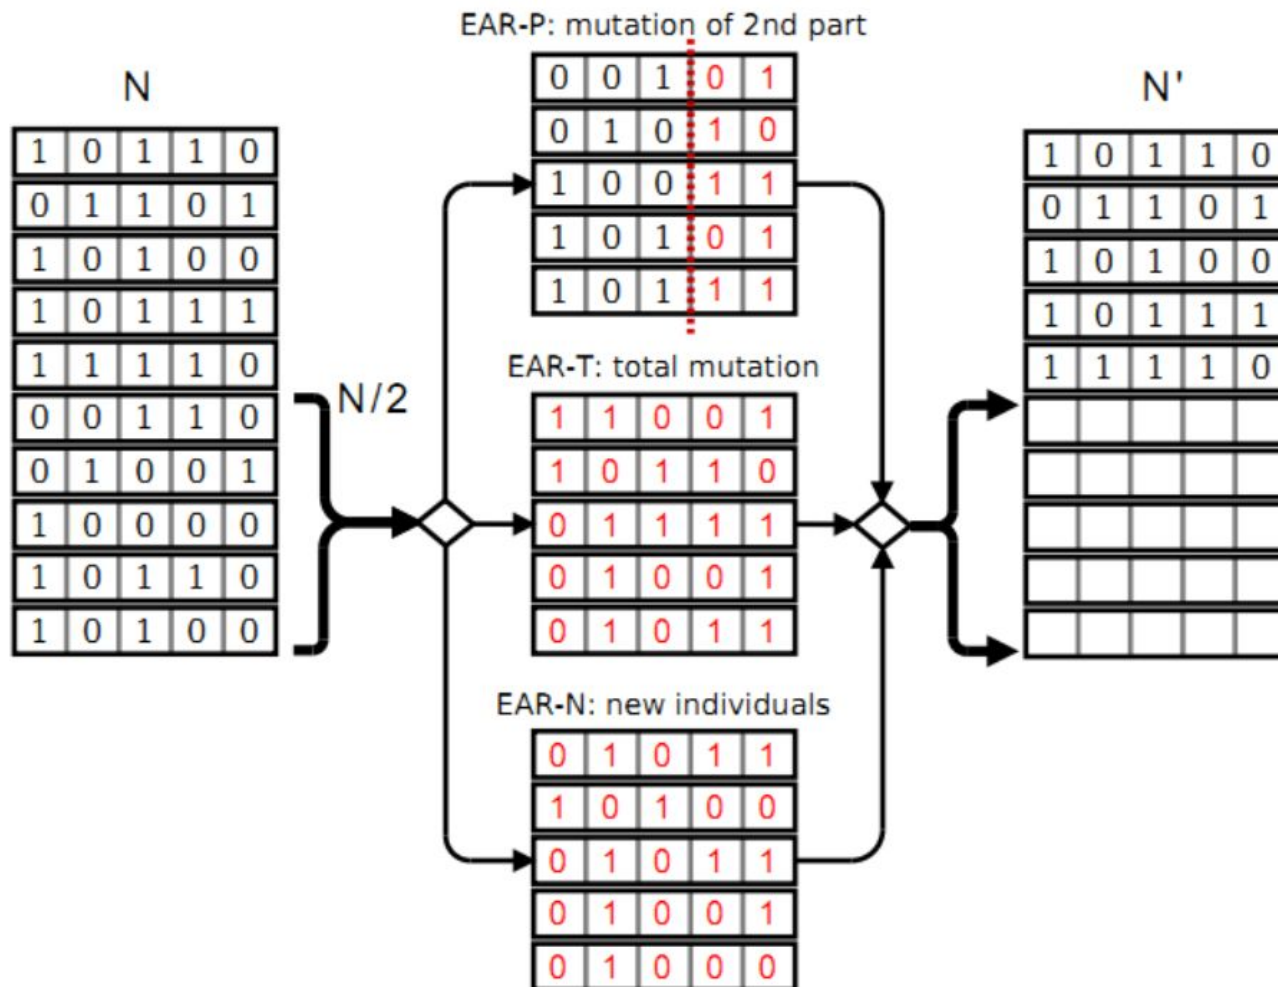 EAR-P: mutation of 2nd part
N
1 0 1 1 0
0 1 1 0 1
1 0 1 0 0
1 0 1 1 1
1 1 1 1 0
0 0 1 1 0
0 1 0 0 1
1 0 0 0 0
1 0 1 1 0
1 0 1 0 0
N/2
0 0 1 0 1
0 1 0 1 0
1 0 0 1 1
1 0 1 0 1
1 0 1 1 1
EAR-T: total mutation
1 1 0 0 1
1 0 1 1 0
0 1 1 1 1
0 1 0 0 1
0 1 0 1 1
EAR-N: new individuals
0 1 0 1 1
1 0 1 0 0
0 1 0 1 1
0 1 0 0 1
0 1 0 0 0
N'
1 0 1 1 0
0 1 1 0 1
1 0 1 0 0
1 0 1 1 1
1 1 1 1 0